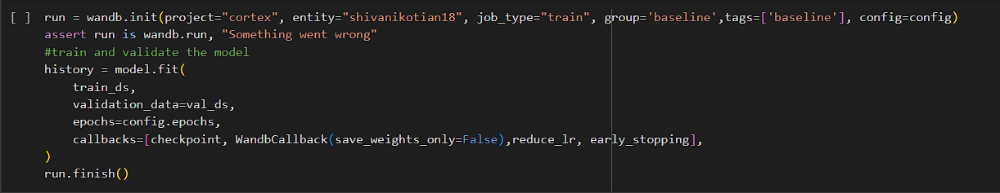 [ ] run = wandb.init(project="cortex", entity="shivanikotian18", job_type="train", group='baseline',tags=['baseline'], config=config)
assert run is wandb.run, "Something went wrong"
#train and validate the model
history = model.fit(
    train_ds,
    validation_data=val_ds,
    epochs=config.epochs,
    callbacks=[checkpoint, WandbCallback(save_weights_only=False),reduce_lr, early_stopping],
)
run.finish()